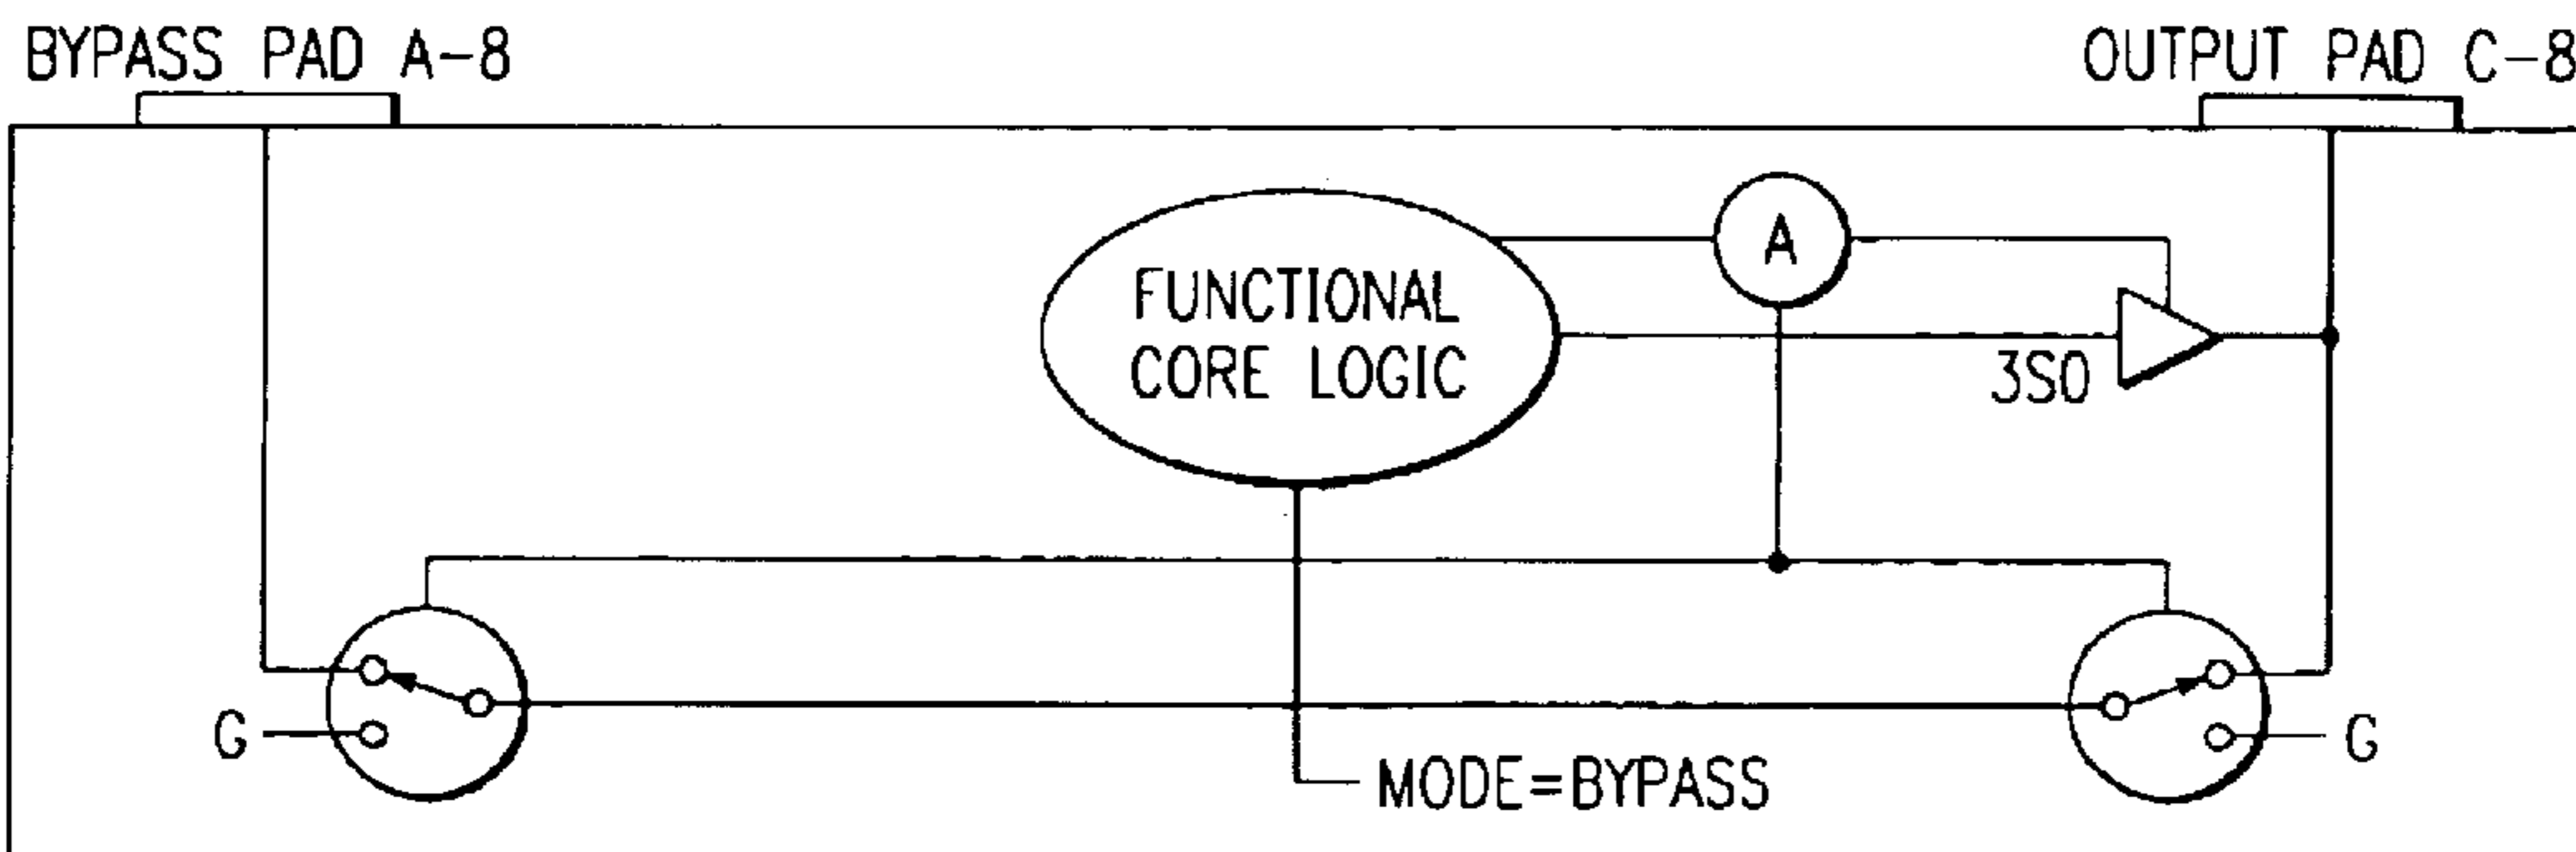 BYPASS PAD A-8
OUTPUT PAD C-8
A
FUNCTIONAL
CORE LOGIC
3SO
G
G
MODE=BYPASS